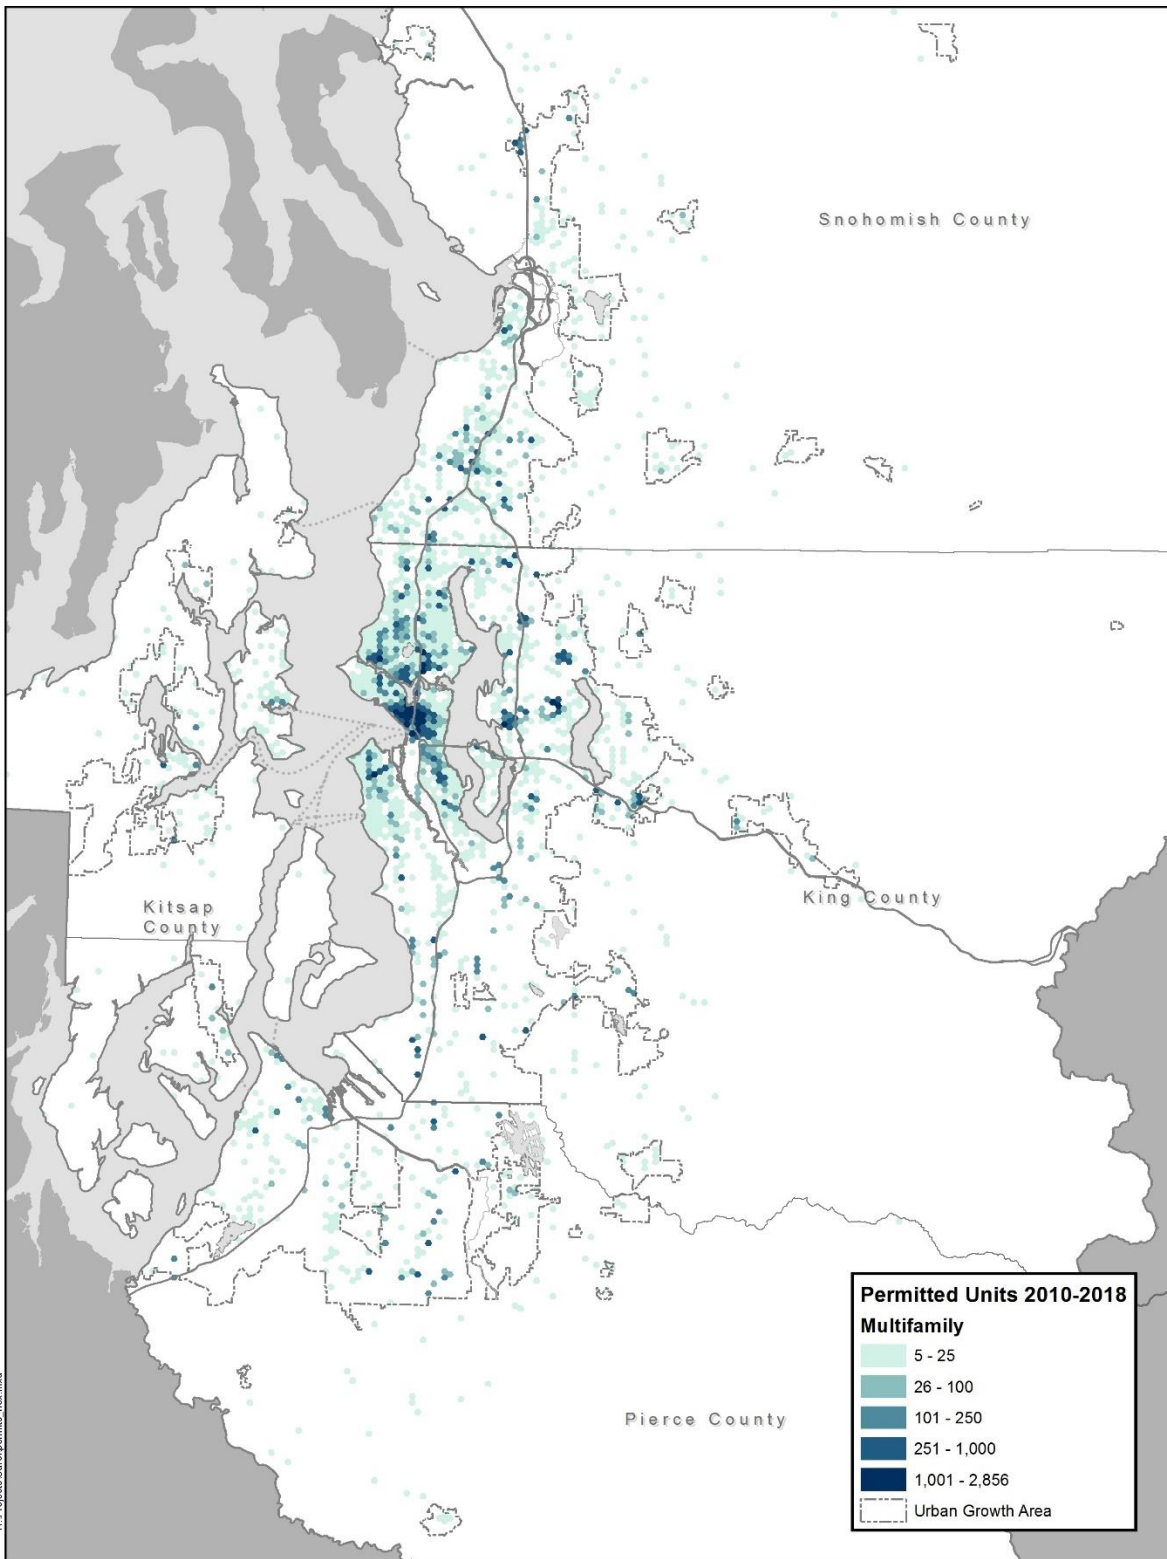 Snohomish County
King County
Kitsap
County
Pierce County
Permitted Units 2010-2018
Multifamily
5 - 25
26 - 100
101 - 250
251 - 1,000
1,001 - 2,856
Urban Growth Area